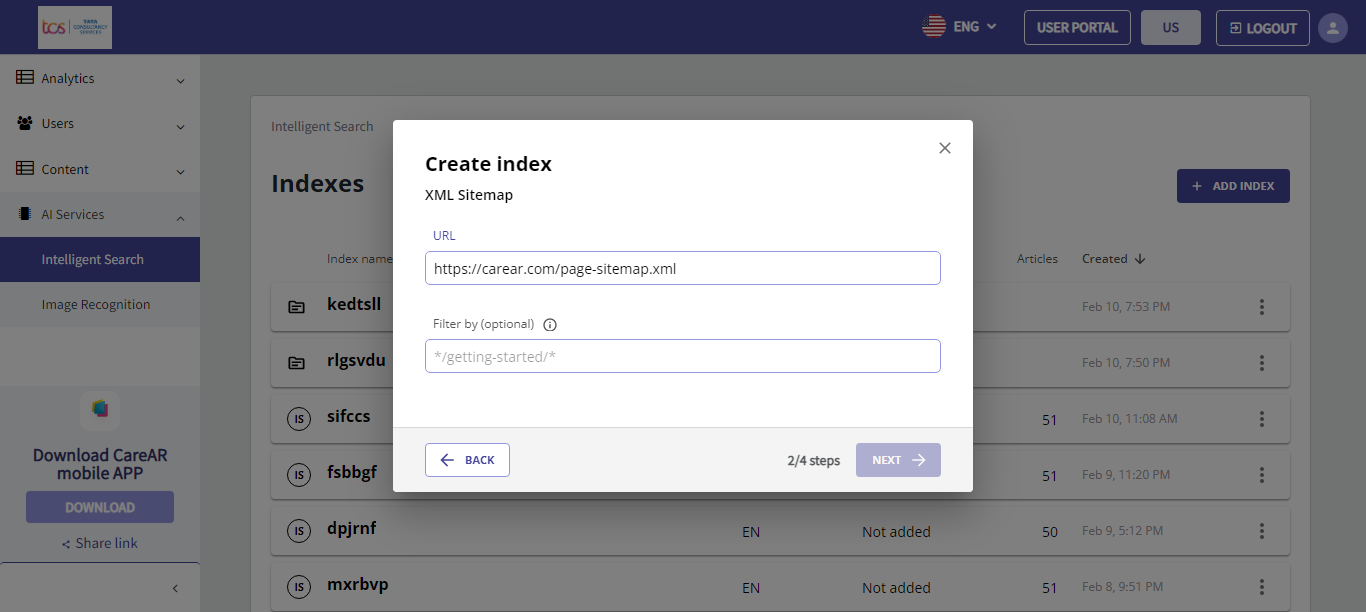 tcs TATA
CONSULTANCY
SERVICES
ENG
USER PORTAL
US
LOGOUT
Analytics
Users
Content
AI Services
Intelligent Search
Image Recognition
Download CareAR
mobile APP
DOWNLOAD
Share link
Intelligent Search
Indexes
ADD INDEX
Index name
Articles
Created
kedtsll
Feb 10, 7:53 PM
rlgsvdu
Feb 10, 7:50 PM
IS
sifccs
51
Feb 10, 11:08 AM
IS
fsbbgf
51
Feb 9, 11:20 PM
IS
dpjrnf
EN
Not added
50
Feb 9, 5:12 PM
IS
mxrbvp
EN
Not added
51
Feb 8, 9:51 PM
Create index
XML Sitemap
URL
https://carear.com/page-sitemap.xml
Filter by (optional)
*/getting-started/*
BACK
2/4 steps
NEXT